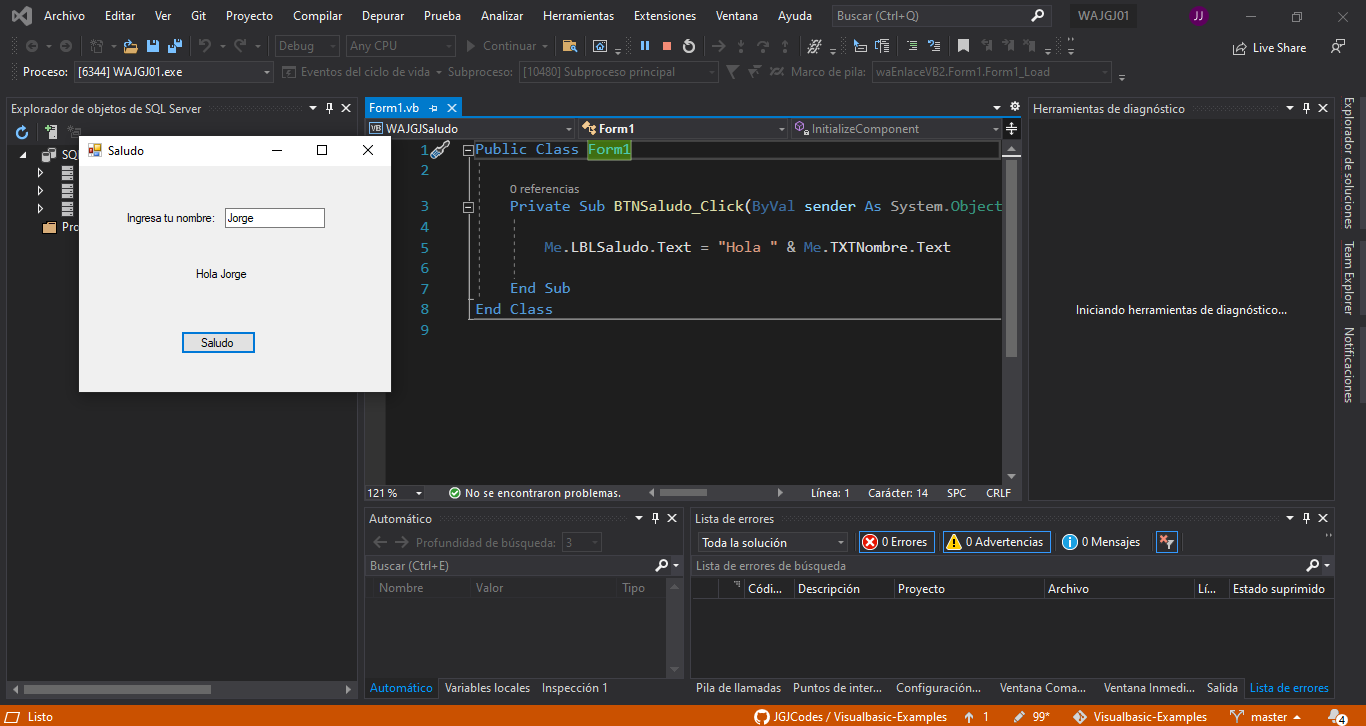 Archivo Editar Ver Git Proyecto Compilar Depurar Prueba Analizar Herramientas Extensiones Ventana Ayuda Buscar (Ctrl+Q) WAJGJ01 JJ
Debug Any CPU Continuar Live Share
Proceso: [6344] WAJGJ01.exe Eventos del ciclo de vida Subproceso: [10480] Subproceso principal Marco de pila: waEnlaceVB2.Form1.Form1_Load
Explorador de objetos de SQL Server
SQ
Pro
Saludo
Ingresa tu nombre: Jorge
Hola Jorge
Saludo
Form1.vb
WAJGJSaludo Form1 InitializeComponent
1 Public Class Form1
2
0 referencias
3 Private Sub BTNSaludo_Click(ByVal sender As System.Object
4
5 Me.LBLSaludo.Text = "Hola " & Me.TXTNombre.Text
6
7 End Sub
8 End Class
9
121 % No se encontraron problemas. Línea: 1 Carácter: 14 SPC CRLF
Herramientas de diagnóstico
Iniciando herramientas de diagnóstico...
Explorador de soluciones
Team Explorer
Notificaciones
Automático
Profundidad de búsqueda: 3
Buscar (Ctrl+E)
Nombre Valor Tipo
Automático Variables locales Inspección 1
Lista de errores
Toda la solución 0 Errores 0 Advertencias 0 Mensajes
Lista de errores de búsqueda
Códi... Descripción Proyecto Archivo Lí... Estado suprimido
Pila de llamadas Puntos de inter... Configuración... Ventana Coma... Ventana Inmedi... Salida Lista de errores
Listo JGJCodes / Visualbasic-Examples 1 99* Visualbasic-Examples master 4